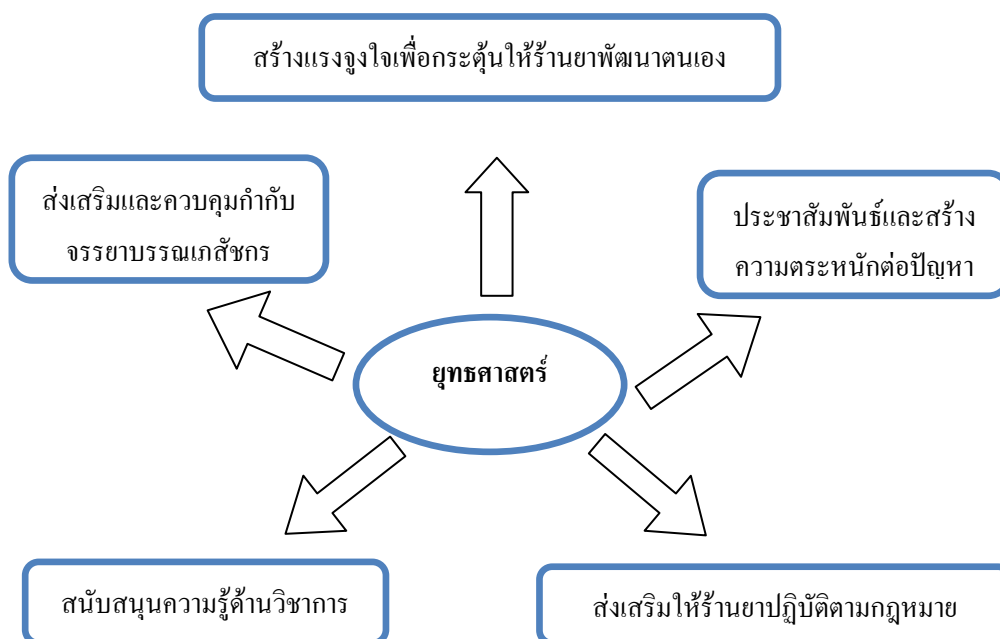 สร้างแรงจูงใจเพื่อกระตุ้นให้ร้านยาพัฒนาตนเอง
ส่งเสริมและควบคุมกำกับ
จรรยาบรรณเภสัชกร
ประชาสัมพันธ์และสร้าง
ความตระหนักต่อปัญหา
ยุทธศาสตร์
สนับสนุนความรู้ด้านวิชาการ
ส่งเสริมให้ร้านยาปฏิบัติตามกฎหมาย